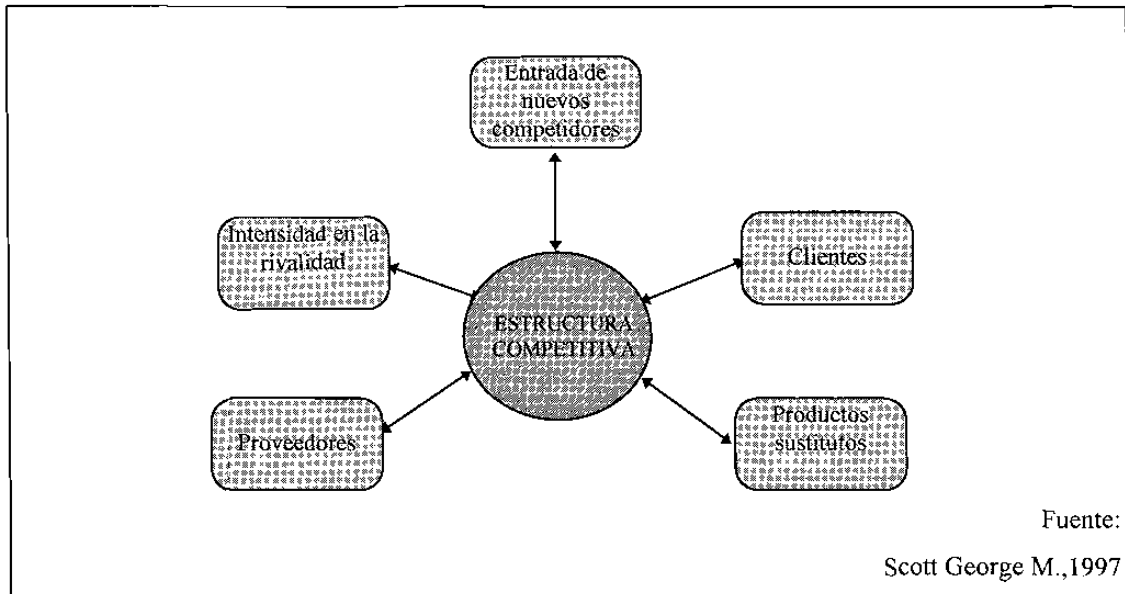 Entrada de
nuevos
competidores
Intensidad en la
rivalidad
Clientes
ESTRUCTURA
COMPETITIVA
Proveedores
Productos
sustitutos
Fuente:
Scott George M.,1997